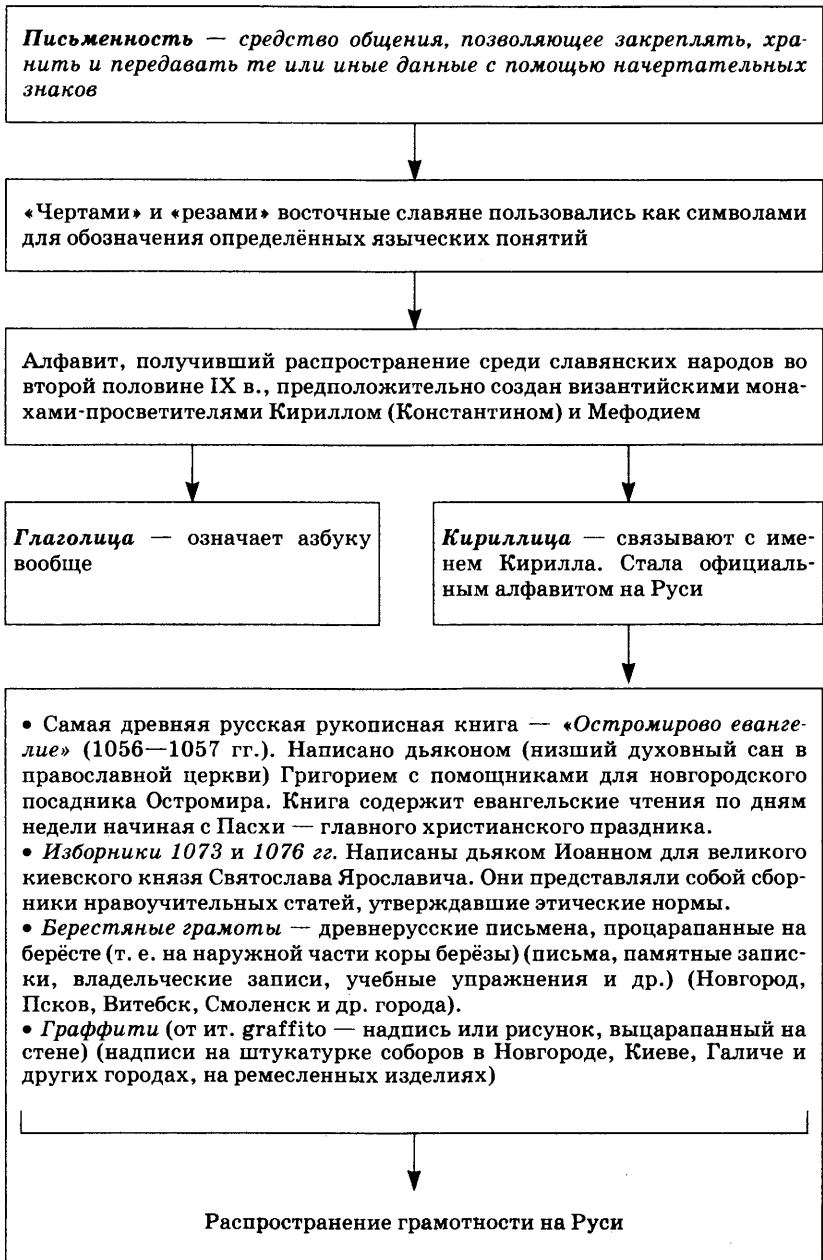 Письменность — средство общения, позволяющее закреплять, хра-
нить и передавать те или иные данные с помощью начертательных
знаков
«Чертами» и «резами» восточные славяне пользовались как символами
для обозначения определённых языческих понятий
Алфавит, получивший распространение среди славянских народов во
второй половине IX в., предположительно создан византийскими мона-
хами-просветителями Кириллом (Константином) и Мефодием
Глаголица — означает азбуку
вообще
Кириллица — связывают с име-
нем Кирилла. Стала официаль-
ным алфавитом на Руси
• Самая древняя русская рукописная книга — «Остромирово еванге-
лие» (1056—1057 гг.). Написано дьяконом (низший духовный сан в
православной церкви) Григорием с помощниками для новгородского
посадника Остромира. Книга содержит евангельские чтения по дням
недели начиная с Пасхи — главного христианского праздника.
• Изборники 1073 и 1076 гг. Написаны дьяком Иоанном для великого
киевского князя Святослава Ярославича. Они представляли собой сбор-
ники нравоучительных статей, утверждавшие этические нормы.
• Берестяные грамоты — древнерусские письмена, процарапанные на
берёсте (т. е. на наружной части коры берёзы) (письма, памятные запис-
ки, владельческие записи, учебные упражнения и др.) (Новгород,
Псков, Витебск, Смоленск и др. города).
• Граффити (от ит. graffito — надпись или рисунок, выцарапанный на
стене) (надписи на штукатурке соборов в Новгороде, Киеве, Галиче и
других городах, на ремесленных изделиях)
Распространение грамотности на Руси